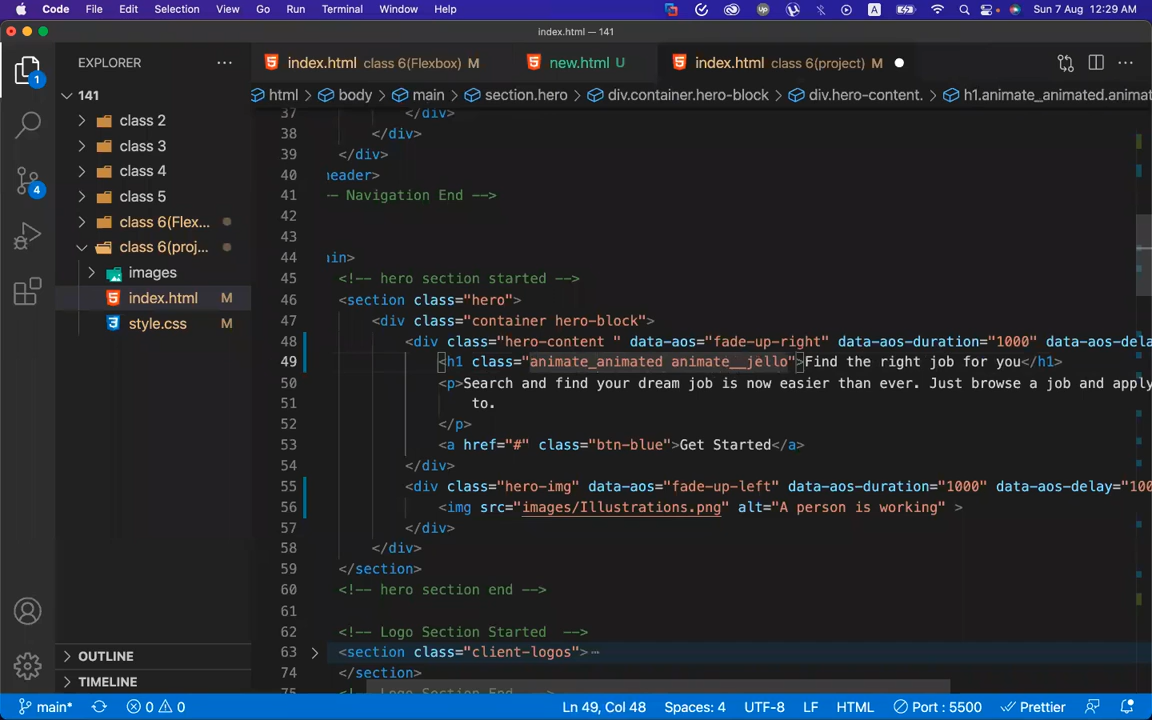 Code File Edit Selection View Go Run Terminal Window Help Up A Sun 7 Aug 12:29 AM
index.html — 141
EXPLORER
index.html class 6(Flexbox) M new.html U index.html class 6(project) M
141
html body main section.hero div.container.hero-block div.hero-content. h1.animate_animated.animat
class 2
class 3
class 4
class 5
class 6(Flex...
class 6(proj...
images
index.html M
style.css M
OUTLINE
TIMELINE
1
4
37 </div>
38 </div>
39 </div>
40 header>
41 -- Navigation End -->
42
43
44 ain>
45 <!-- hero section started -->
46 <section class="hero">
47 <div class="container hero-block">
48 <div class="hero-content " data-aos="fade-up-right" data-aos-duration="1000" data-aos-dela
49 <h1 class="animate_animated animate__jello">Find the right job for you</h1>
50 <p>Search and find your dream job is now easier than ever. Just browse a job and apply
51 to.
52 </p>
53 <a href="#" class="btn-blue">Get Started</a>
54 </div>
55 <div class="hero-img" data-aos="fade-up-left" data-aos-duration="1000" data-aos-delay="100
56 <img src="images/Illustrations.png" alt="A person is working" >
57 </div>
58 </div>
59 </section>
60 <!-- hero section end -->
61
62 <!-- Logo Section Started  -->
63 <section class="client-logos">⋯
74 </section>
75 <!-- Logo Section End -->
main* 0 0 Ln 49, Col 48 Spaces: 4 UTF-8 LF HTML Port : 5500 Prettier